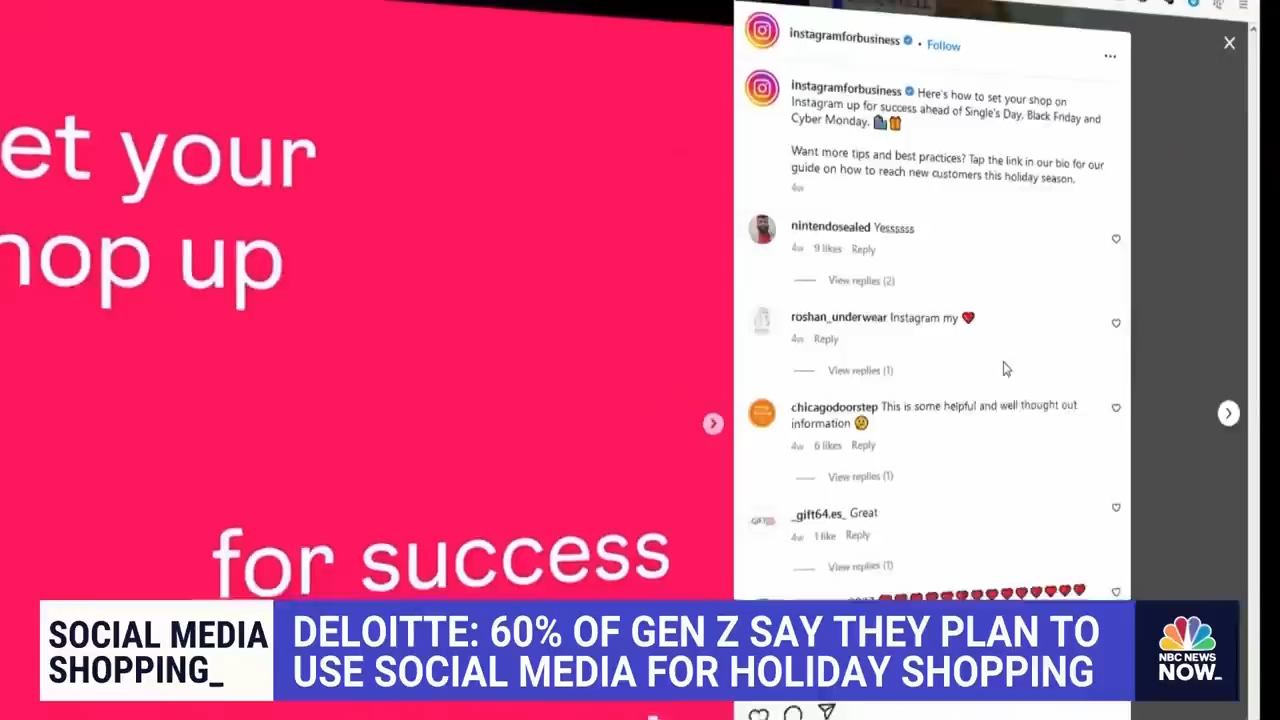 et your
hop up
for success
instagramforbusiness • Follow
instagramforbusiness Here's how to set your shop on
Instagram up for success ahead of Single's Day, Black Friday and
Cyber Monday. 🛍️🎁
Want more tips and best practices? Tap the link in our bio for our
guide on how to reach new customers this holiday season.
4w
nintendosealed Yessssss
4w 9 likes Reply
View replies (2)
roshan_underwear Instagram my ❤️
4w Reply
View replies (1)
chicagodoorstep This is some helpful and well thought out
information 🤔
4w 6 likes Reply
View replies (1)
_gift64.es_ Great
4w 1 like Reply
View replies (1)
SOCIAL MEDIA
SHOPPING_
DELOITTE: 60% OF GEN Z SAY THEY PLAN TO
USE SOCIAL MEDIA FOR HOLIDAY SHOPPING
NBC NEWS
NOW_